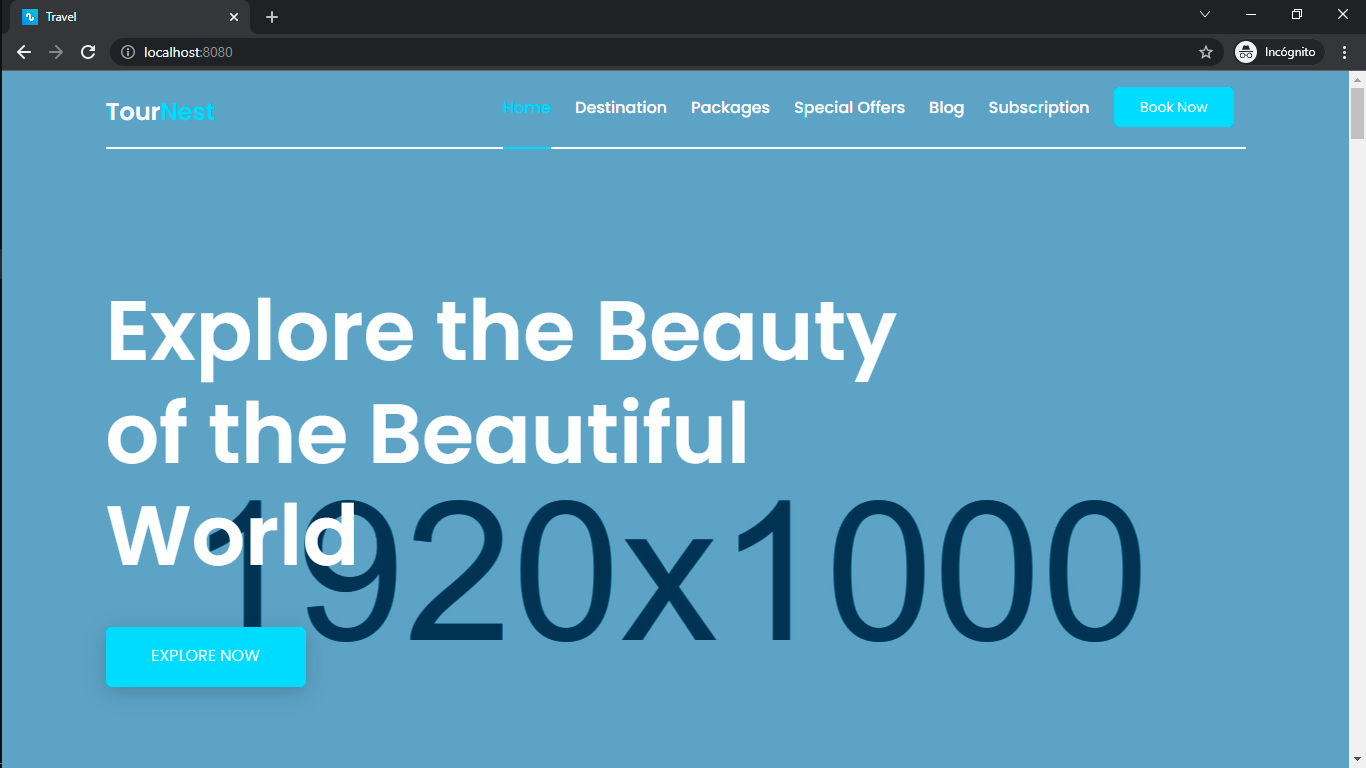 Travel
localhost:8080
Incógnito
TourNest
Home Destination Packages Special Offers Blog Subscription Book Now
Explore the Beauty
of the Beautiful
World
1920x1000
EXPLORE NOW